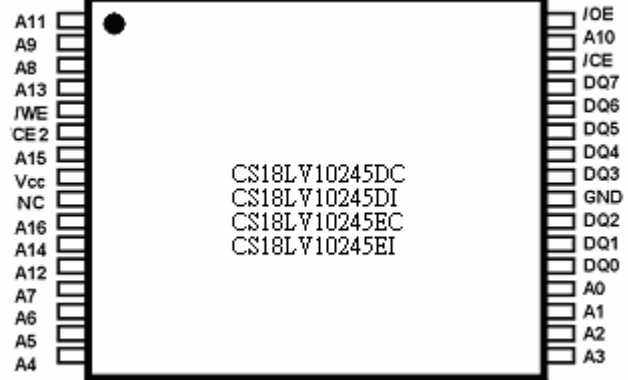 A11
A9
A8
A13
/WE
CE2
A15
Vcc
NC
A16
A14
A12
A7
A6
A5
A4
CS18LV10245DC
CS18LV10245DI
CS18LV10245EC
CS18LV10245EI
/OE
A10
/CE
DQ7
DQ6
DQ5
DQ4
DQ3
GND
DQ2
DQ1
DQ0
A0
A1
A2
A3